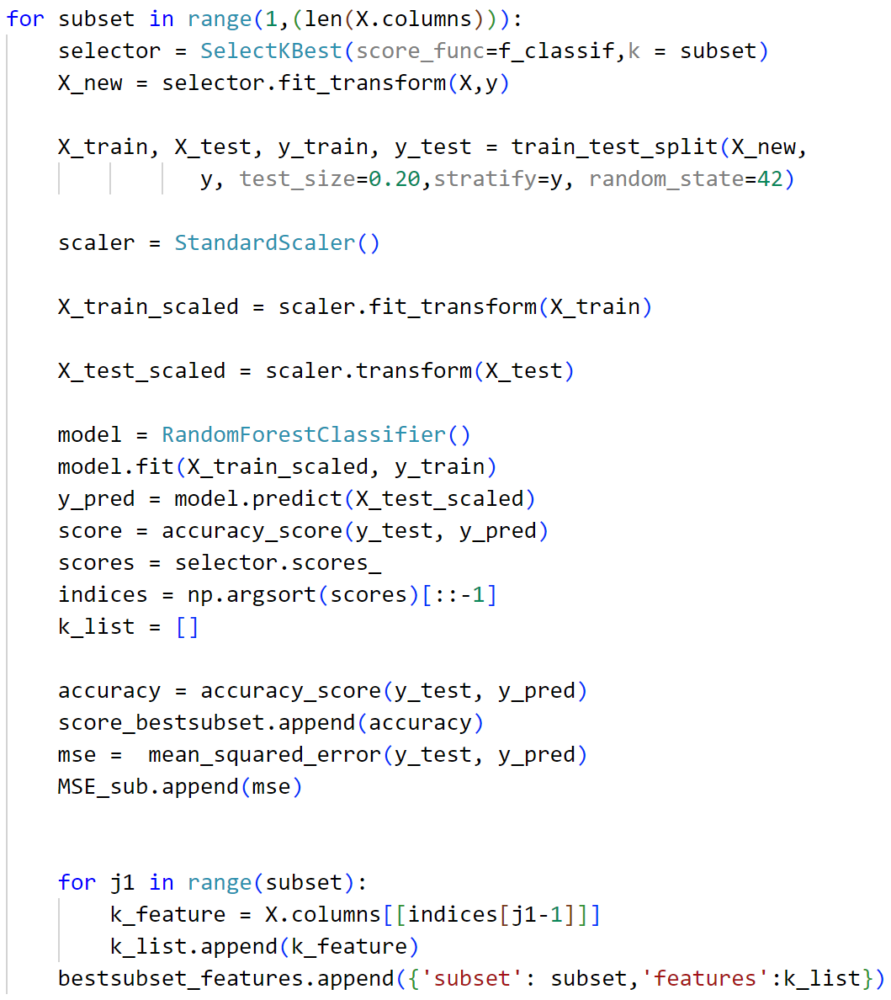 for subset in range(1,(len(X.columns))):
    selector = SelectKBest(score_func=f_classif,k = subset)
    X_new = selector.fit_transform(X,y)

    X_train, X_test, y_train, y_test = train_test_split(X_new,
               y, test_size=0.20,stratify=y, random_state=42)

    scaler = StandardScaler()

    X_train_scaled = scaler.fit_transform(X_train)

    X_test_scaled = scaler.transform(X_test)

    model = RandomForestClassifier()
    model.fit(X_train_scaled, y_train)
    y_pred = model.predict(X_test_scaled)
    score = accuracy_score(y_test, y_pred)
    scores = selector.scores_
    indices = np.argsort(scores)[::-1]
    k_list = []

    accuracy = accuracy_score(y_test, y_pred)
    score_bestsubset.append(accuracy)
    mse =  mean_squared_error(y_test, y_pred)
    MSE_sub.append(mse)


    for j1 in range(subset):
        k_feature = X.columns[[indices[j1-1]]]
        k_list.append(k_feature)
    bestsubset_features.append({'subset': subset,'features':k_list})